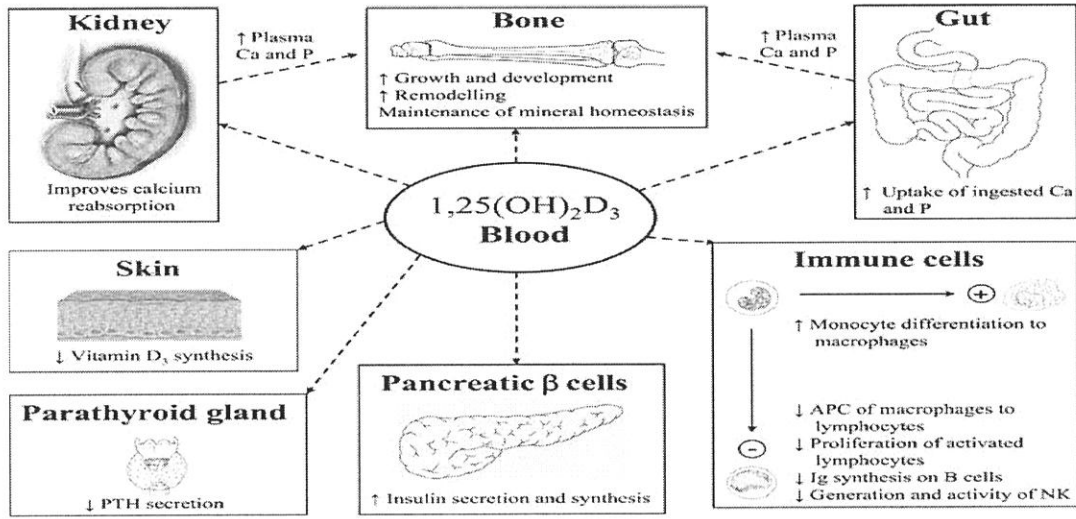 Kidney
Improves calcium
reabsorption
↑ Plasma
Ca and P
Bone
↑ Growth and development
↑ Remodelling
Maintenance of mineral homeostasis
↑ Plasma
Ca and P
Gut
↑ Uptake of ingested Ca
and P
1,25(OH)₂D₃
Blood
Skin
↓ Vitamin D₃ synthesis
Parathyroid gland
↓ PTH secretion
Pancreatic β cells
↑ Insulin secretion and synthesis
Immune cells
+
↑ Monocyte differentiation to
macrophages
↓ APC of macrophages to
lymphocytes
-
↓ Proliferation of activated
lymphocytes
↓ Ig synthesis on B cells
↓ Generation and activity of NK